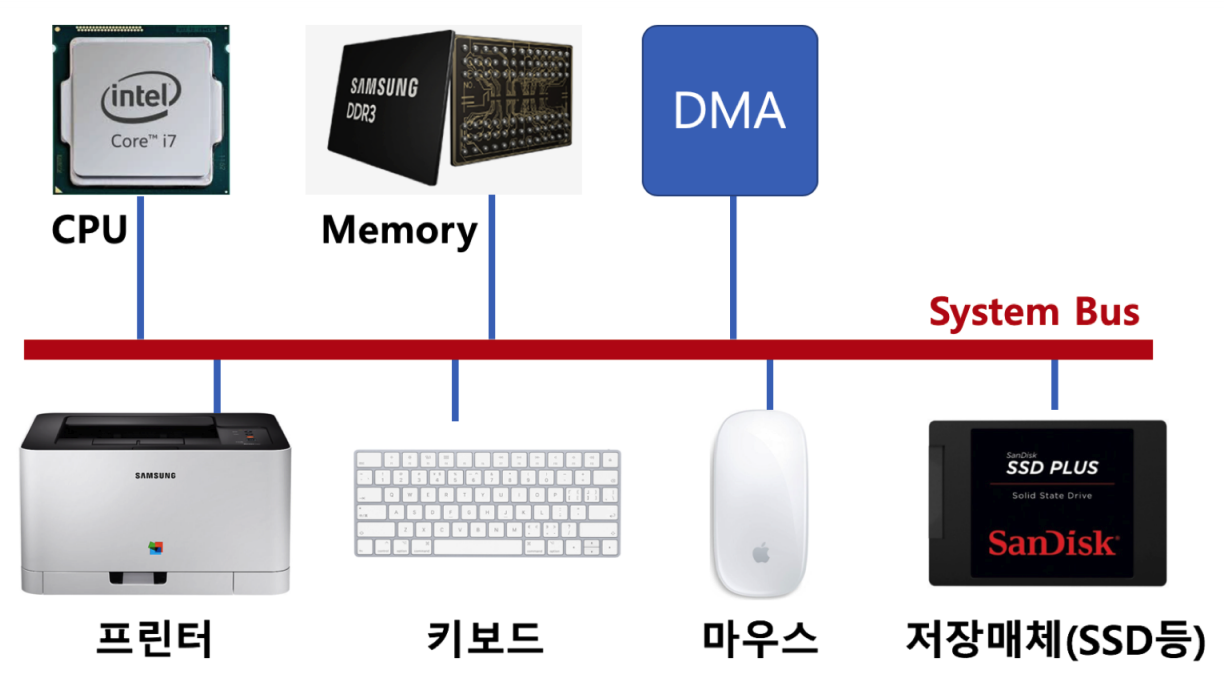 intel
Core™ i7
SAMSUNG
DDR3
DMA
CPU
Memory
System Bus
SAMSUNG
SanDisk
SSD PLUS
Solid State Drive
SanDisk
프린터
키보드
마우스
저장매체(SSD등)